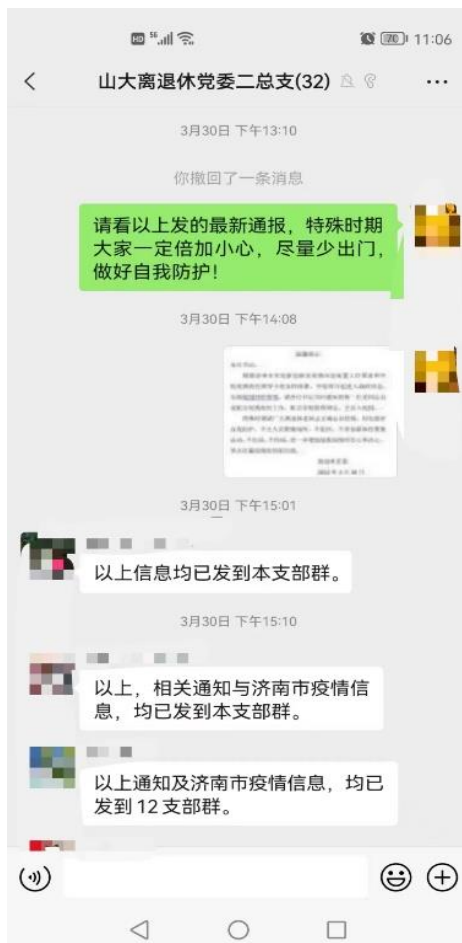 HD 5G 70 11:06
山大离退休党委二总支(32)
3月30日 下午13:10
你撤回了一条消息
请看以上发的最新通报，特殊时期
大家一定倍加小心，尽量少出门，
做好自我防护！
3月30日 下午14:08
3月30日 下午15:01
以上信息均已发到本支部群。
3月30日 下午15:10
以上，相关通知与济南市疫情信
息，均已发到本支部群。
以上通知及济南市疫情信息，均已
发到12支部群。